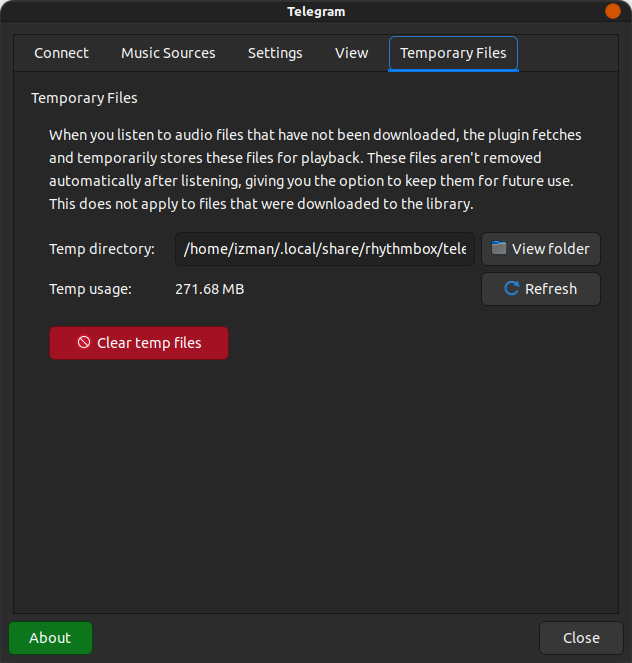 Telegram
Connect Music Sources Settings View Temporary Files
Temporary Files
When you listen to audio files that have not been downloaded, the plugin fetches
and temporarily stores these files for playback. These files aren't removed
automatically after listening, giving you the option to keep them for future use.
This does not apply to files that were downloaded to the library.
Temp directory: /home/izman/.local/share/rhythmbox/tele View folder
Temp usage: 271.68 MB Refresh
Clear temp files
About Close